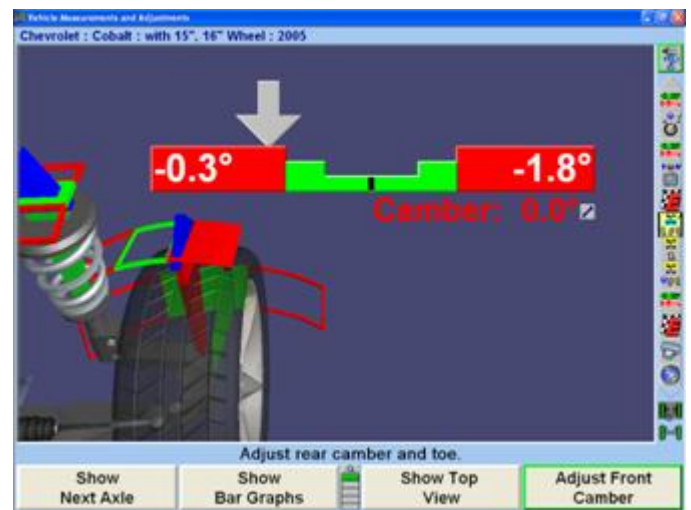 Vehicle Measurements and Adjustments
Chevrolet : Cobalt : with 15", 16" Wheel : 2005
-0.3°
-1.8°
Camber: 0.0°
Adjust rear camber and toe.
Show
Next Axle
Show
Bar Graphs
Show Top
View
Adjust Front
Camber